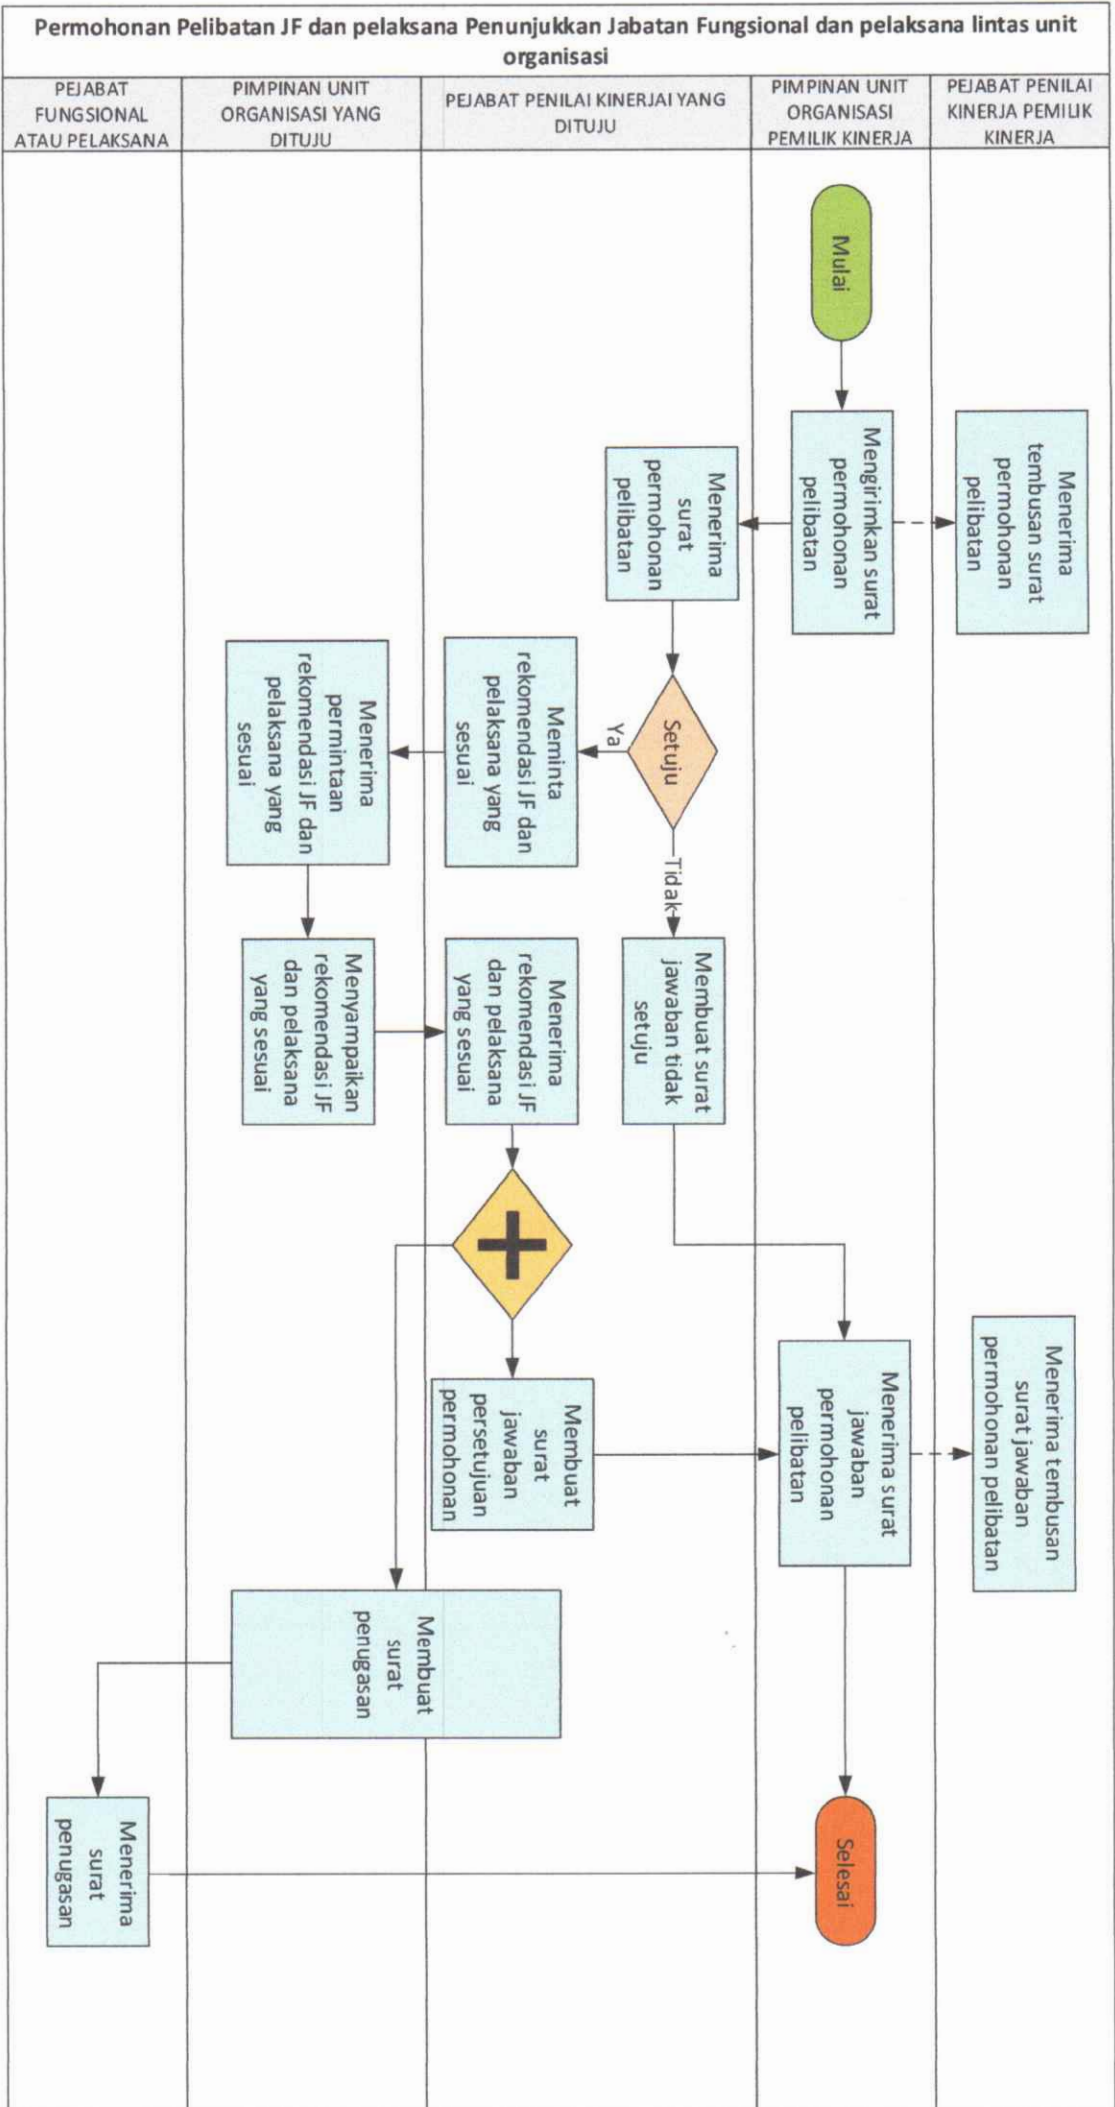 Permohonan Pelibatan JF dan pelaksana Penunjukkan Jabatan Fungsional dan pelaksana lintas unit
organisasi
PEJABAT
FUNGSIONAL
ATAU PELAKSANA
PIMPINAN UNIT
ORGANISASI YANG
DITUJU
PEJABAT PENILAI KINERJAI YANG
DITUJU
PIMPINAN UNIT
ORGANISASI
PEMILIK KINERJA
PEJABAT PENILAI
KINERJA PEMILIK
KINERJA
Mulai
Mengirimkan surat
permohonan
pelibatan
Menerima
tembusan surat
permohonan
pelibatan
Menerima
surat
permohonan
pelibatan
Setuju
Ya
Tidak
Meminta
rekomendasi JF dan
pelaksana yang
sesuai
Menerima
permintaan
rekomendasi JF dan
pelaksana yang
sesuai
Menyampaikan
rekomendasi JF
dan pelaksana
yang sesuai
Menerima
rekomendasi JF
dan pelaksana
yang sesuai
Membuat surat
jawaban tidak
setuju
Membuat
surat
jawaban
persetujuan
permohonan
Menerima surat
jawaban
permohonan
pelibatan
Menerima tembusan
surat jawaban
permohonan pelibatan
Membuat
surat
penugasan
Menerima
surat
penugasan
Selesai